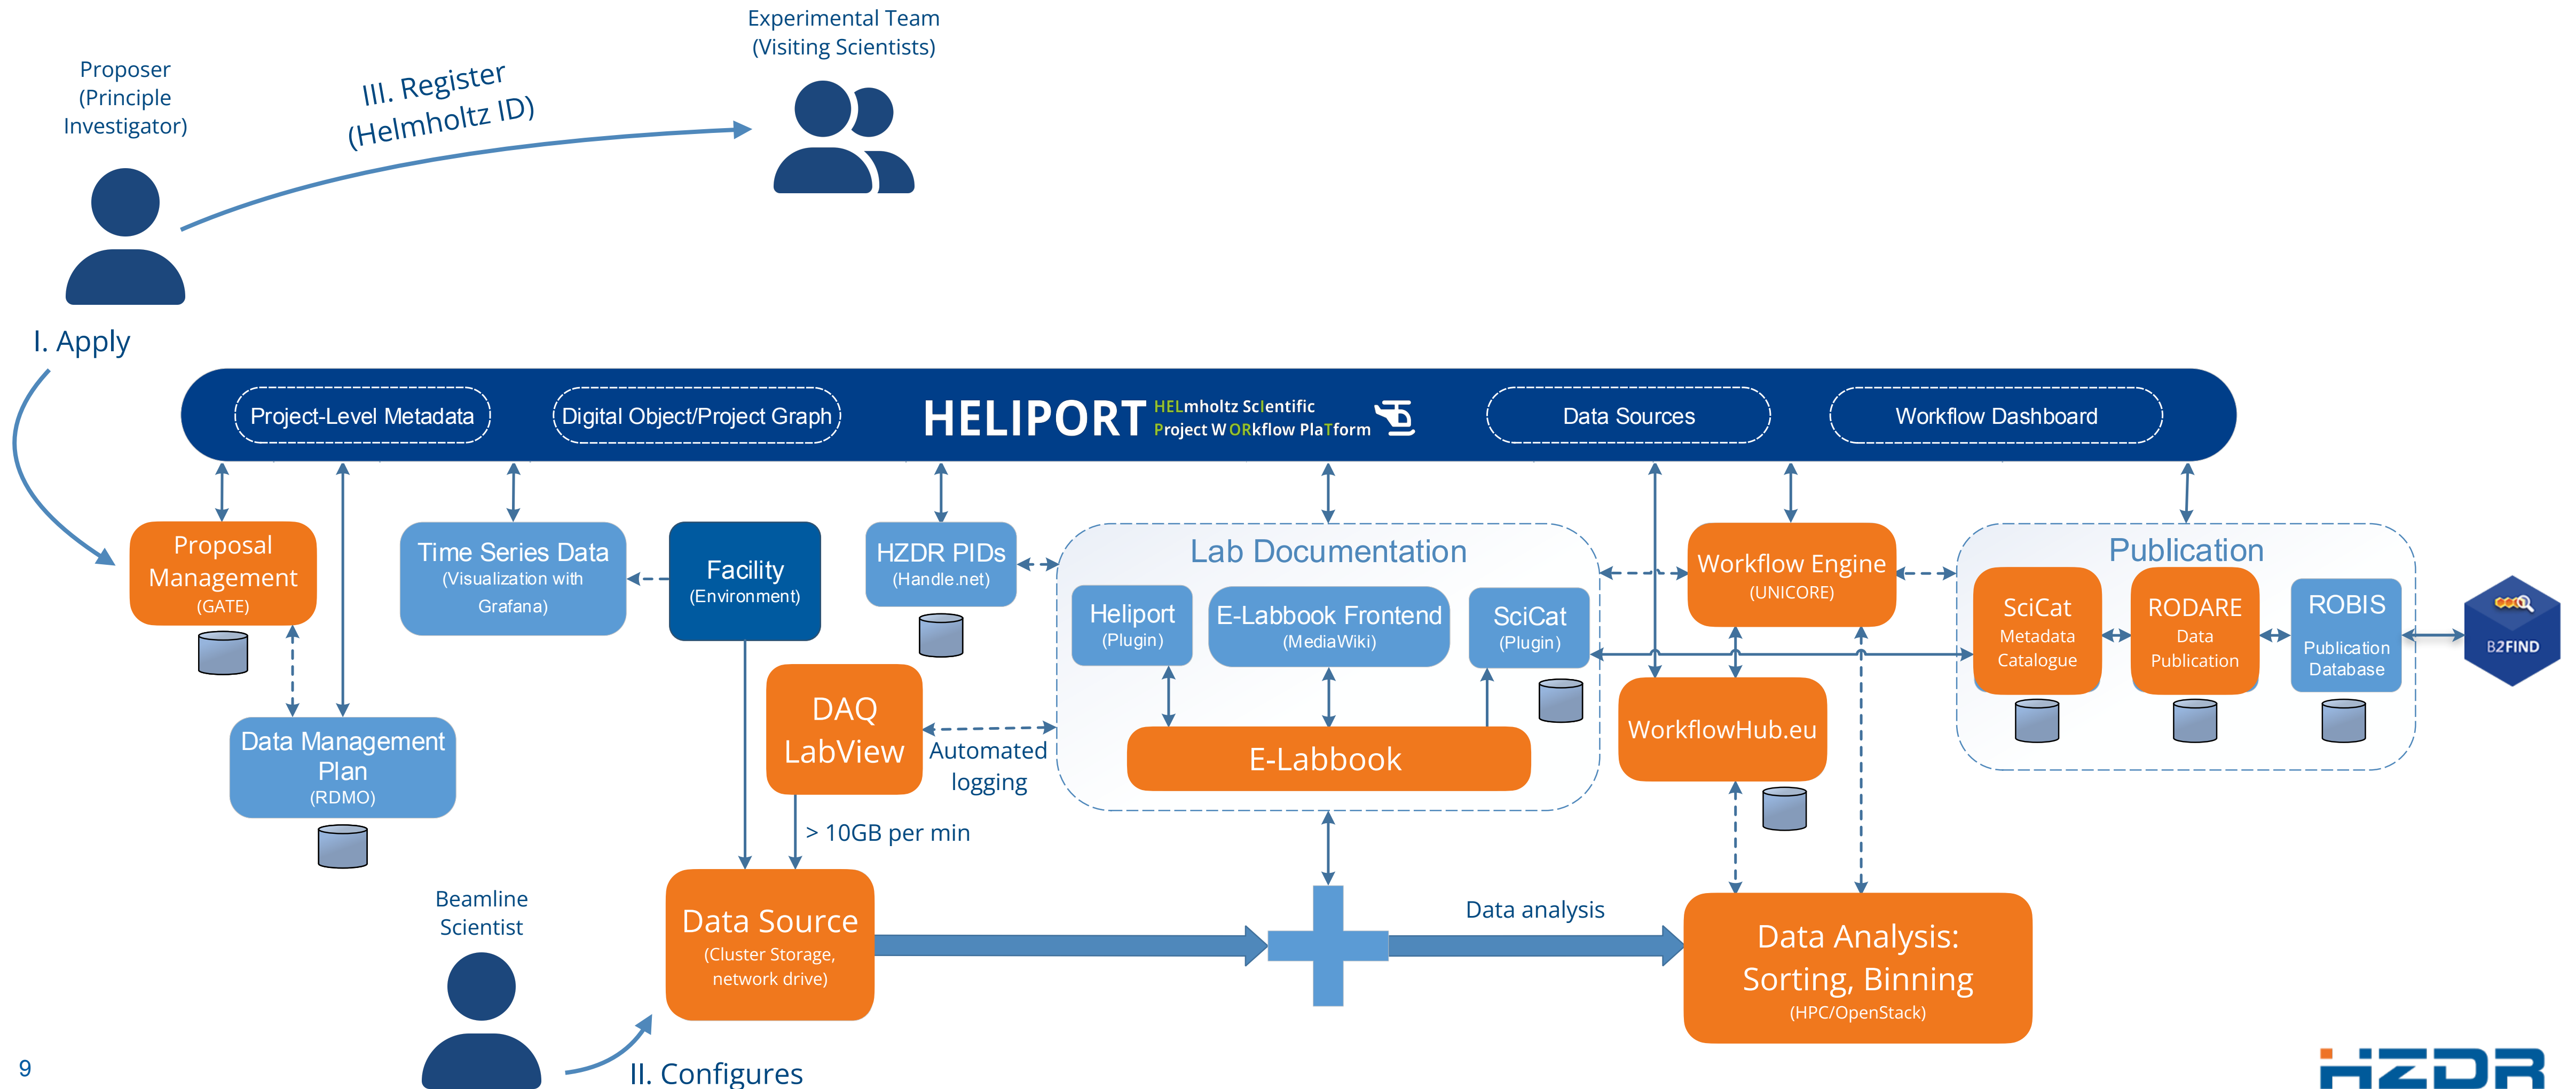 Experimental Team
(Visiting Scientists)
Proposer
(Principle
Investigator)
III. Register
(Helmholtz ID)
I. Apply
Project-Level Metadata
Digital Object/Project Graph
HELIPORT
HELmholtz ScIentific
Project WORkflow PlaTform
Data Sources
Workflow Dashboard
Proposal
Management
(GATE)
Time Series Data
(Visualization with
Grafana)
Facility
(Environment)
HZDR PIDs
(Handle.net)
Lab Documentation
Heliport
(Plugin)
E-Labbook Frontend
(MediaWiki)
SciCat
(Plugin)
E-Labbook
Workflow Engine
(UNICORE)
WorkflowHub.eu
Publication
SciCat
Metadata
Catalogue
RODARE
Data
Publication
ROBIS
Publication
Database
B2FIND
Data Management
Plan
(RDMO)
DAQ
LabView
Automated
logging
> 10GB per min
Beamline
Scientist
Data Source
(Cluster Storage,
network drive)
Data analysis
Data Analysis:
Sorting, Binning
(HPC/OpenStack)
II. Configures
9
HZDR